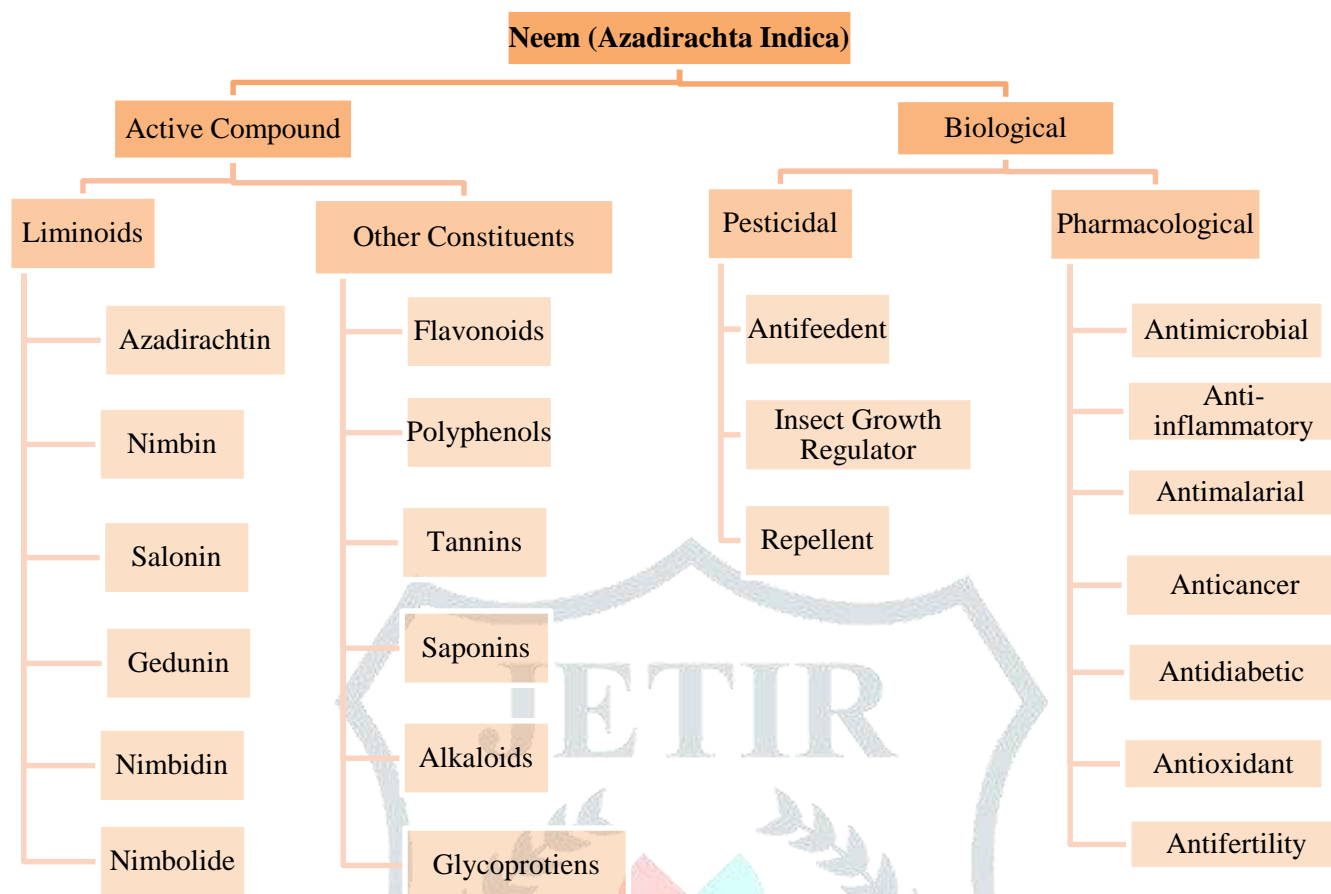 Neem (Azadirachta Indica)
Active Compound
Biological
Liminoids
Other Constituents
Pesticidal
Pharmacological
Azadirachtin
Nimbin
Salonin
Gedunin
Nimbidin
Nimbolide
Flavonoids
Polyphenols
Tannins
Saponins
Alkaloids
Glycoprotiens
Antifeedent
Insect Growth
Regulator
Repellent
Antimicrobial
Anti-
inflammatory
Antimalarial
Anticancer
Antidiabetic
Antioxidant
Antifertility
JETIR